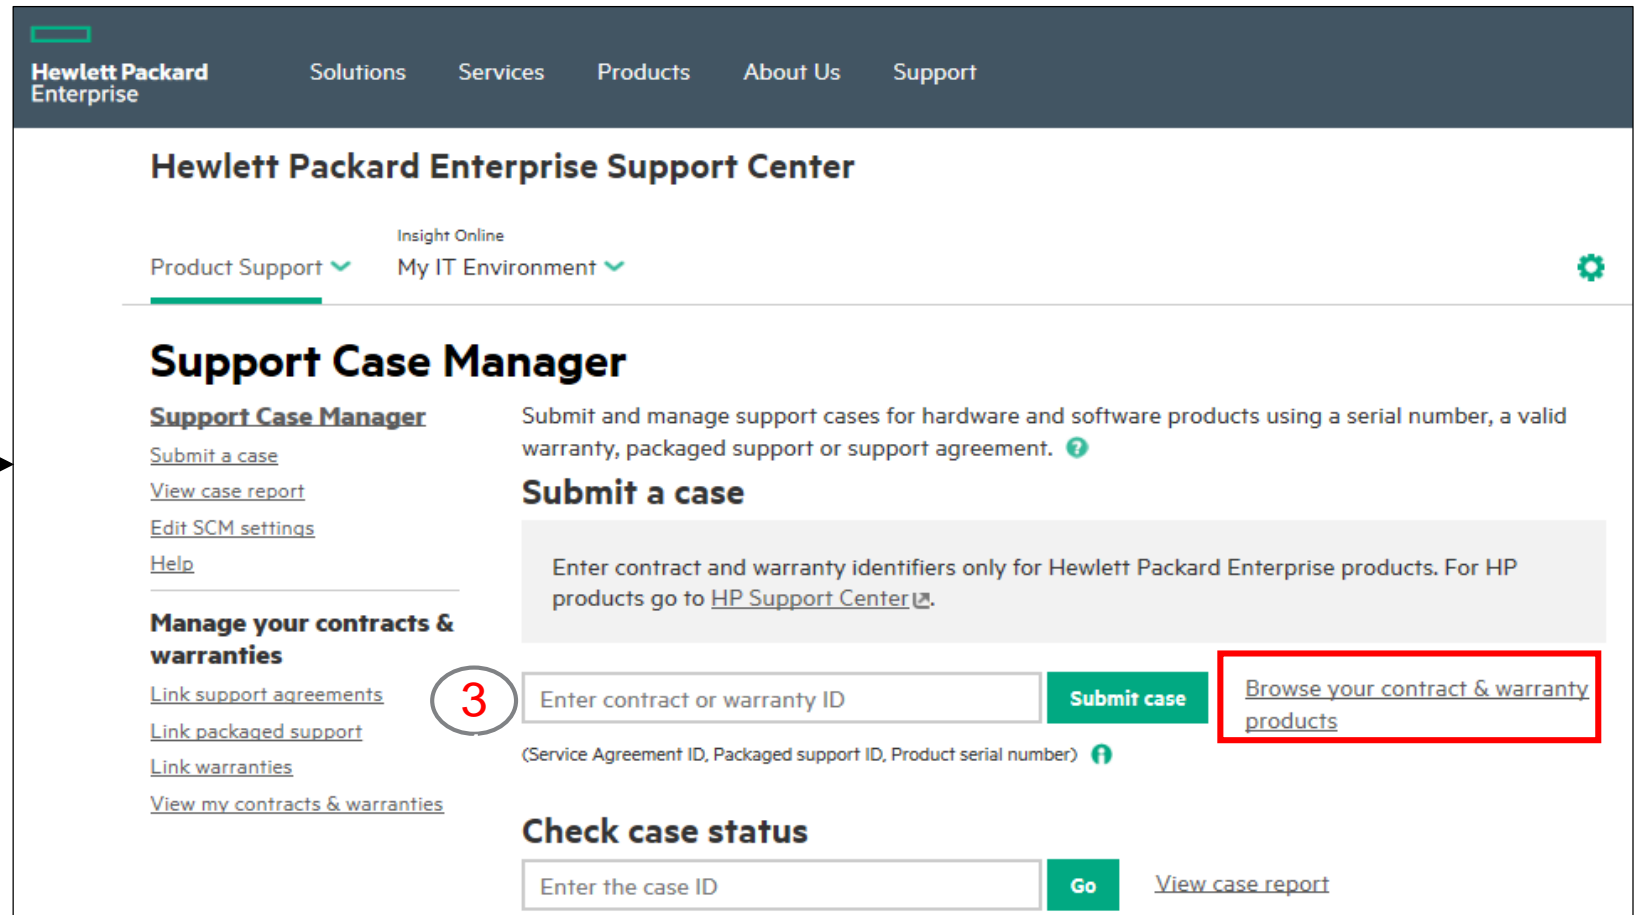 Hewlett Packard
Enterprise
Solutions Services Products About Us Support
Hewlett Packard Enterprise Support Center
Insight Online
Product Support My IT Environment
Support Case Manager
Support Case Manager
Submit a case
View case report
Edit SCM settings
Help
Manage your contracts &
warranties
Link support agreements
Link packaged support
Link warranties
View my contracts & warranties
Submit and manage support cases for hardware and software products using a serial number, a valid
warranty, packaged support or support agreement. ?
Submit a case
Enter contract and warranty identifiers only for Hewlett Packard Enterprise products. For HP
products go to HP Support Center.
3
Enter contract or warranty ID Submit case
Browse your contract & warranty
products
(Service Agreement ID, Packaged support ID, Product serial number)
Check case status
Enter the case ID Go View case report